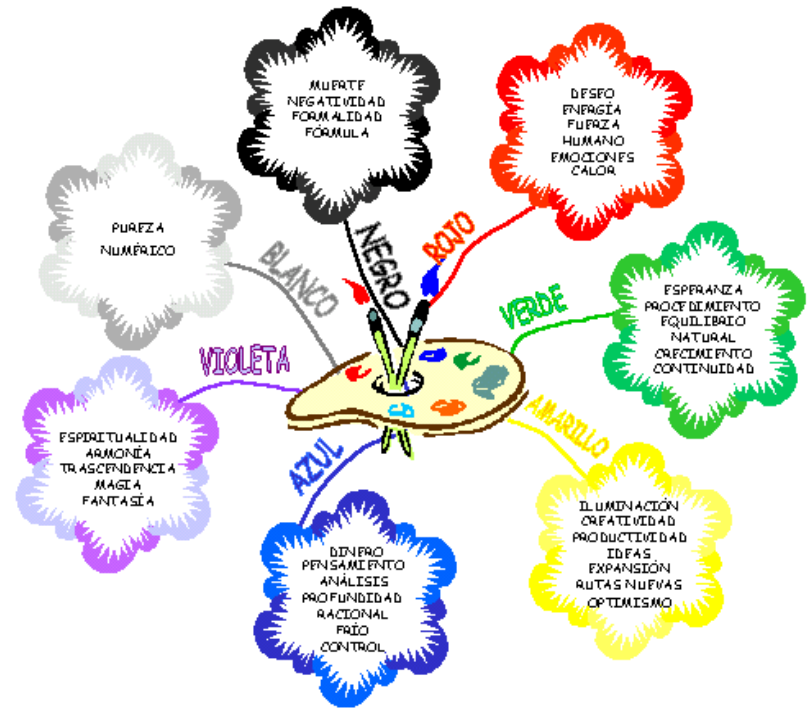 MUERTE
NEGATIVIDAD
FORMALIDAD
FÓRMULA
NEGRO
DESEO
ENERGÍA
FUERZA
HUMANO
EMOCIONES
CALOR
ROJO
ESPERANZA
PROCEDIMIENTO
EQUILIBRIO
NATURAL
CRECIMIENTO
CONTINUIDAD
VERDE
ILUMINACIÓN
CREATIVIDAD
PRODUCTIVIDAD
IDEAS
EXPANSIÓN
RUTAS NUEVAS
OPTIMISMO
AMARILLO
DINERO
PENSAMIENTO
ANÁLISIS
PROFUNDIDAD
RACIONAL
FRÍO
CONTROL
AZUL
ESPIRITUALIDAD
ARMONÍA
TRASCENDENCIA
MAGIA
FANTASÍA
VIOLETA
PUREZA
NUMÉRICO
BLANCO